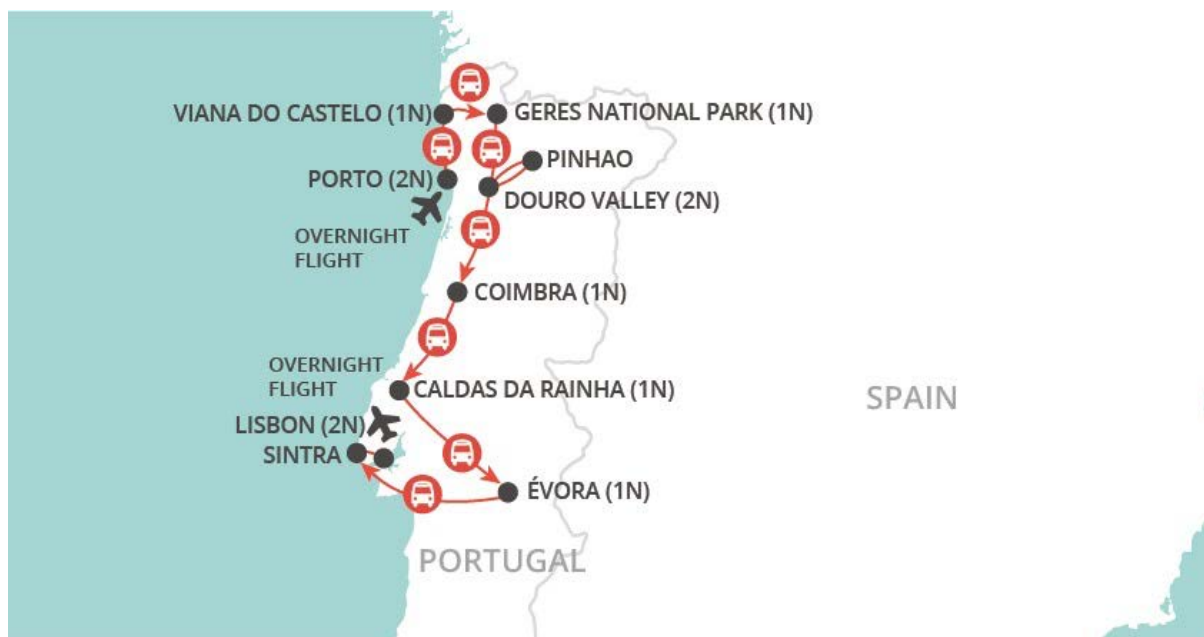 VIANA DO CASTELO (1N)
GERES NATIONAL PARK (1N)
PINHAO
PORTO (2N)
DOURO VALLEY (2N)
OVERNIGHT
FLIGHT
COIMBRA (1N)
OVERNIGHT
FLIGHT
CALDAS DA RAINHA (1N)
SPAIN
LISBON (2N)
SINTRA
ÉVORA (1N)
PORTUGAL